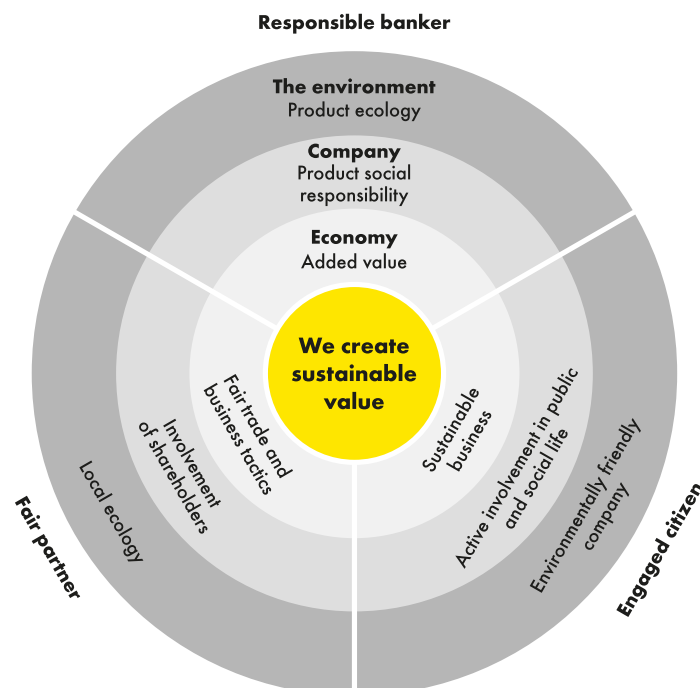 Responsible banker
The environment
Product ecology
Company
Product social
responsibility
Economy
Added value
We create
sustainable
value
Fair trade and
business tactics
Involvement
of shareholders
Local ecology
Fair partner
Sustainable
business
Active involvement in public
and social life
Environmentally friendly
company
Engaged citizen